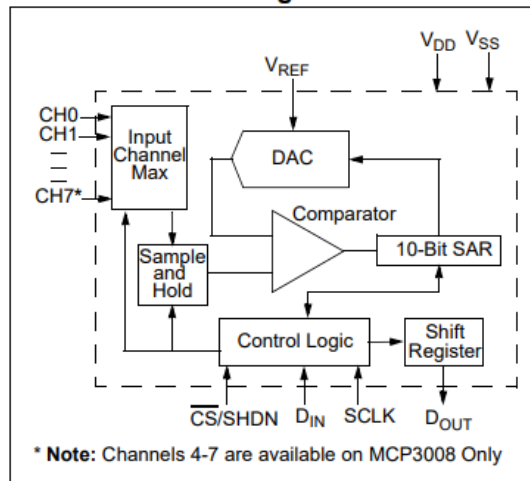 VDD VSS
VREF
CH0
CH1
CH7*
Input
Channel
Max
DAC
Comparator
Sample
and
Hold
10-Bit SAR
Control Logic
Shift
Register
CS/SHDN DIN SCLK DOUT
* Note: Channels 4-7 are available on MCP3008 Only